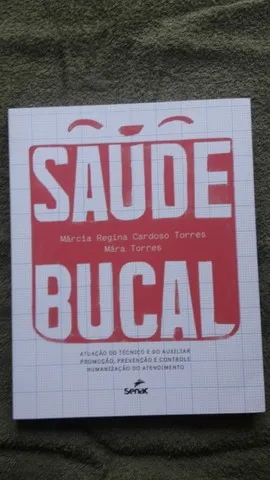 SAÚDE
Márcia Regina Cardoso Torres
Mára Torres
BUCAL
ATUAÇÃO DO TÉCNICO E DO AUXILIAR
PROMOÇÃO, PREVENÇÃO E CONTROLE
HUMANIZAÇÃO DO ATENDIMENTO
senac